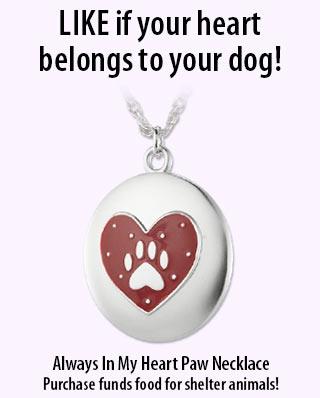 LIKE if your heart
belongs to your dog!
Always In My Heart Paw Necklace
Purchase funds food for shelter animals!